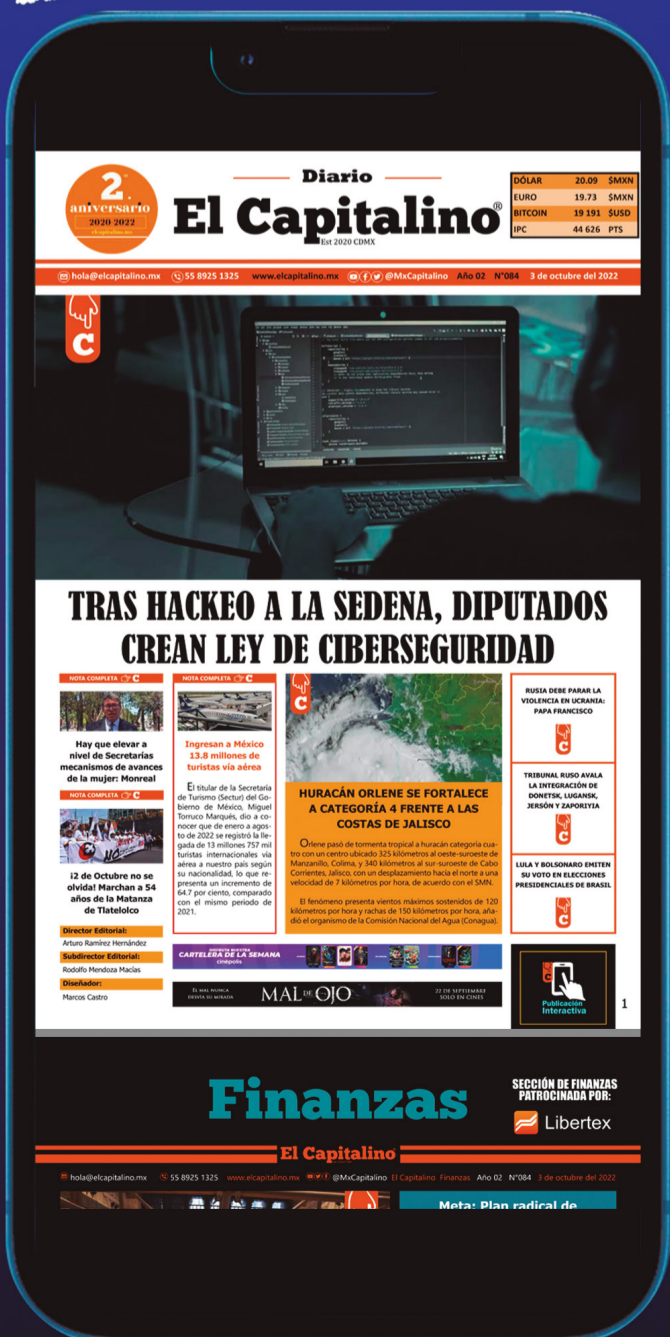 2.
aniversario
2020-2022
elcapitalino.mx
Diario
El Capitalino®
Est 2020 CDMX
DÓLAR 20.09 $MXN
EURO 19.73 $MXN
BITCOIN 19 191 $USD
IPC 44 626 PTS
hola@elcapitalino.mx 55 8925 1325 www.elcapitalino.mx @MxCapitalino Año 02 N°084 3 de octubre del 2022
C
TRAS HACKEO A LA SEDENA, DIPUTADOS
CREAN LEY DE CIBERSEGURIDAD
NOTA COMPLETA C
Hay que elevar a
nivel de Secretarías
mecanismos de avances
de la mujer: Monreal
NOTA COMPLETA C
¡2 de Octubre no se
olvida! Marchan a 54
años de la Matanza
de Tlatelolco
Director Editorial:
Arturo Ramírez Hernández
Subdirector Editorial:
Rodolfo Mendoza Macías
Diseñador:
Marcos Castro
NOTA COMPLETA C
Ingresan a México
13.8 millones de
turistas vía aérea
El titular de la Secretaría
de Turismo (Sectur) del Go-
bierno de México, Miguel
Torruco Marqués, dio a co-
nocer que de enero a agos-
to de 2022 se registró la lle-
gada de 13 millones 757 mil
turistas internacionales vía
aérea a nuestro país según
su nacionalidad, lo que re-
presenta un incremento de
64.7 por ciento, comparado
con el mismo periodo de
2021.
C
HURACÁN ORLENE SE FORTALECE
A CATEGORÍA 4 FRENTE A LAS
COSTAS DE JALISCO
Orlene pasó de tormenta tropical a huracán categoría cua-
tro con un centro ubicado 325 kilómetros al oeste-suroeste de
Manzanillo, Colima, y 340 kilómetros al sur-suroeste de Cabo
Corrientes, Jalisco, con un desplazamiento hacia el norte a una
velocidad de 7 kilómetros por hora, de acuerdo con el SMN.
El fenómeno presenta vientos máximos sostenidos de 120
kilómetros por hora y rachas de 150 kilómetros por hora, aña-
dió el organismo de la Comisión Nacional del Agua (Conagua).
RUSIA DEBE PARAR LA
VIOLENCIA EN UCRANIA:
PAPA FRANCISCO
C
TRIBUNAL RUSO AVALA
LA INTEGRACIÓN DE
DONETSK, LUGANSK,
JERSÓN Y ZAPORIYIA
C
LULA Y BOLSONARO EMITEN
SU VOTO EN ELECCIONES
PRESIDENCIALES DE BRASIL
C
DISFRUTA NUESTRA
CARTELERA DE LA SEMANA
cinépolis
EL MAL NUNCA
DESVÍA SU MIRADA
MAL DE OJO
22 DE SEPTIEMBRE
SOLO EN CINES
C
Publicación
Interactiva
1
Finanzas
SECCIÓN DE FINANZAS
PATROCINADA POR:
Libertex
El Capitalino
hola@elcapitalino.mx 55 8925 1325 www.elcapitalino.mx @MxCapitalino El Capitalino Finanzas Año 02 N°084 3 de octubre del 2022
Meta: Plan radical de